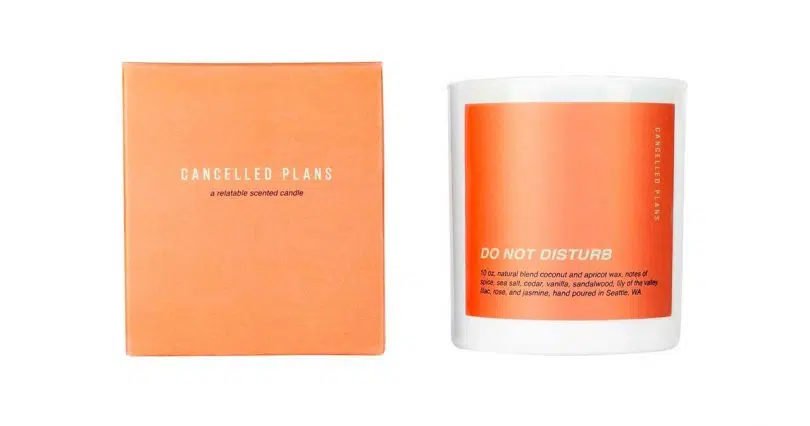 CANCELLED PLANS
a relatable scented candle
CANCELLED PLANS
DO NOT DISTURB
10 oz, natural blend coconut and apricot wax, notes of
spice, sea salt, cedar, vanilla, sandalwood, lily of the valley,
lilac, rose, and jasmine, hand poured in Seattle, WA